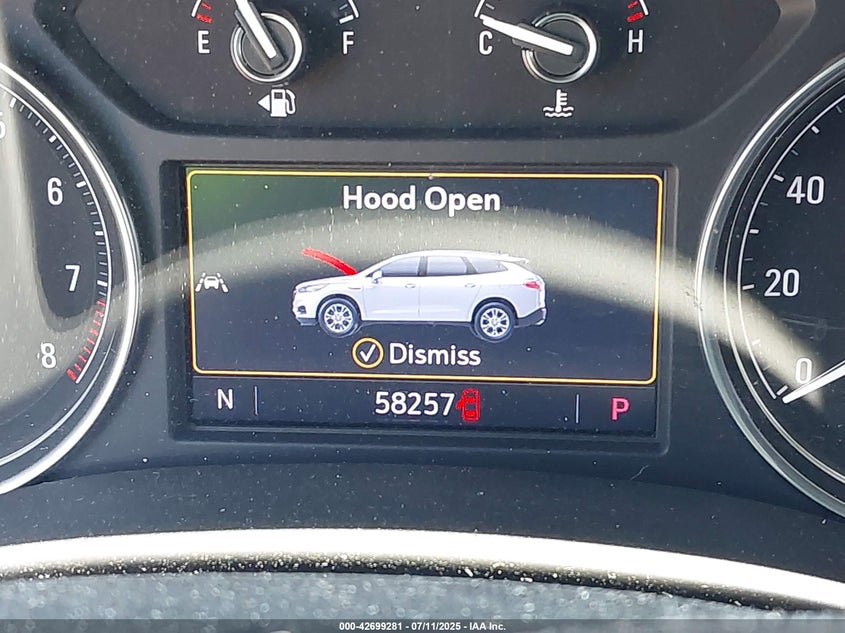 E F C H
6
7
8
40
20
0
Hood Open
Dismiss
N 58257 P
000-42699281 - 07/11/2025 - IAA Inc.